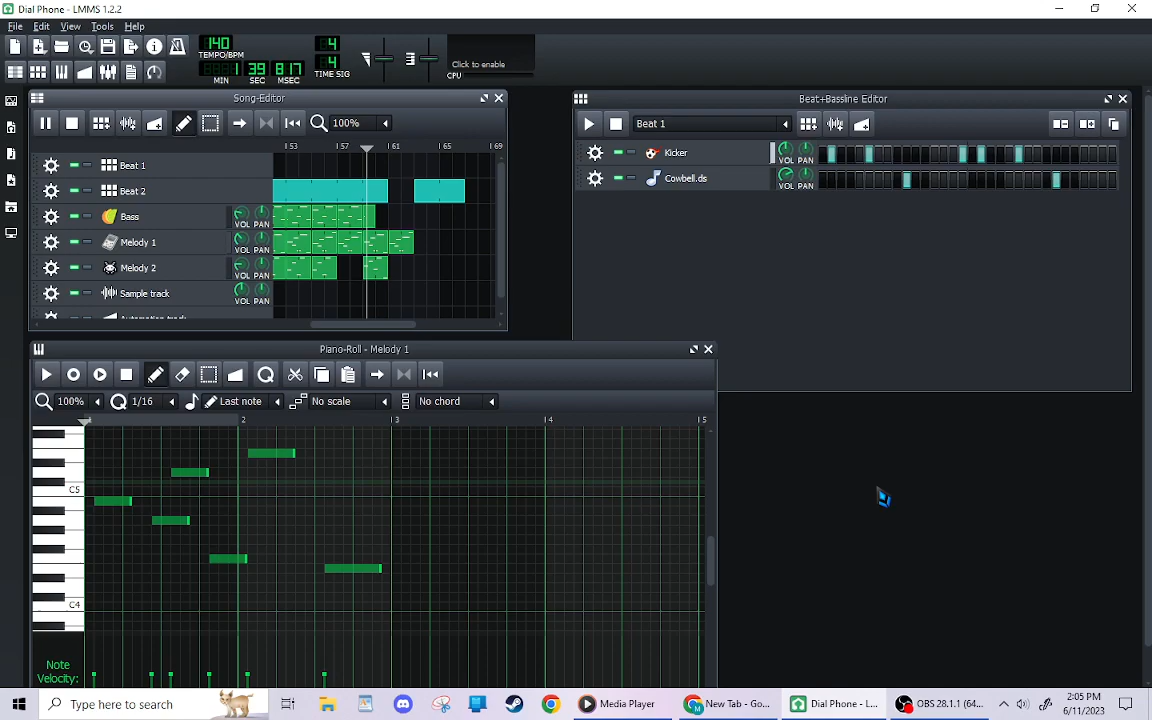 Dial Phone - LMMS 1.2.2
File Edit View Tools Help
140
TEMPO/BPM
1 39 817
MIN SEC MSEC
4
4
TIME SIG
Click to enable
CPU
Song-Editor
100%
53 57 61 65 69
Beat 1
Beat 2
Bass VOL PAN
Melody 1 VOL PAN
Melody 2 VOL PAN
Sample track VOL PAN
Automation track
Beat+Bassline Editor
Beat 1
Kicker VOL PAN
Cowbell.ds VOL PAN
Piano-Roll - Melody 1
100% 1/16 Last note No scale No chord
1 2 3 4 5
C5
C4
Note
Velocity:
Type here to search
Media Player
New Tab - Go...
Dial Phone - L...
OBS 28.1.1 (64...
2:05 PM
6/11/2023